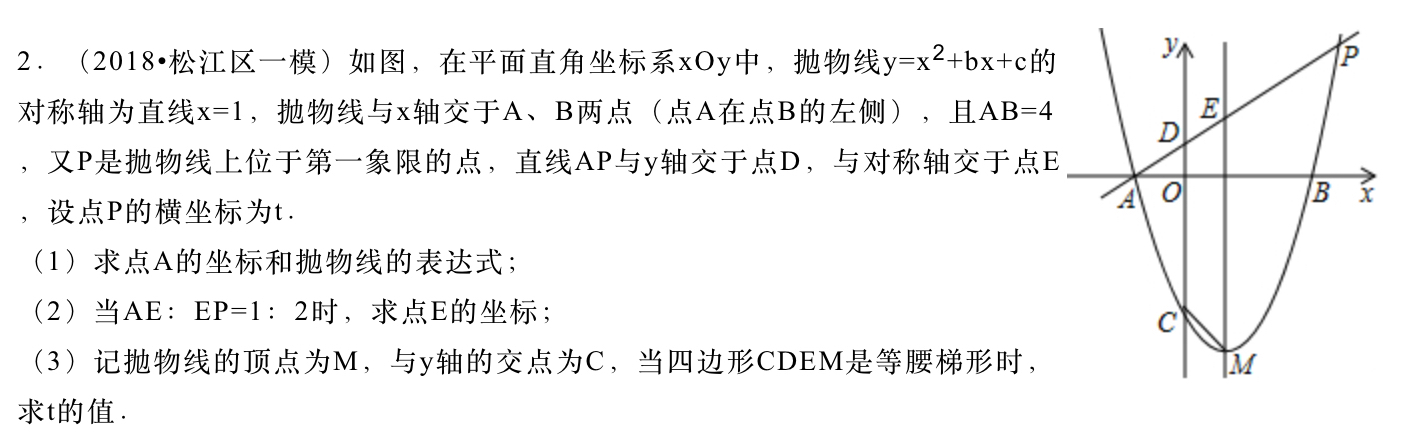 2．（2018•松江区一模）如图，在平面直角坐标系xOy中，抛物线y=x²+bx+c的
对称轴为直线x=1，抛物线与x轴交于A、B两点（点A在点B的左侧），且AB=4
，又P是抛物线上位于第一象限的点，直线AP与y轴交于点D，与对称轴交于点E
，设点P的横坐标为t．
（1）求点A的坐标和抛物线的表达式；
（2）当AE：EP=1：2时，求点E的坐标；
（3）记抛物线的顶点为M，与y轴的交点为C，当四边形CDEM是等腰梯形时，
求t的值．
y
P
E
D
A
O
B
x
C
M